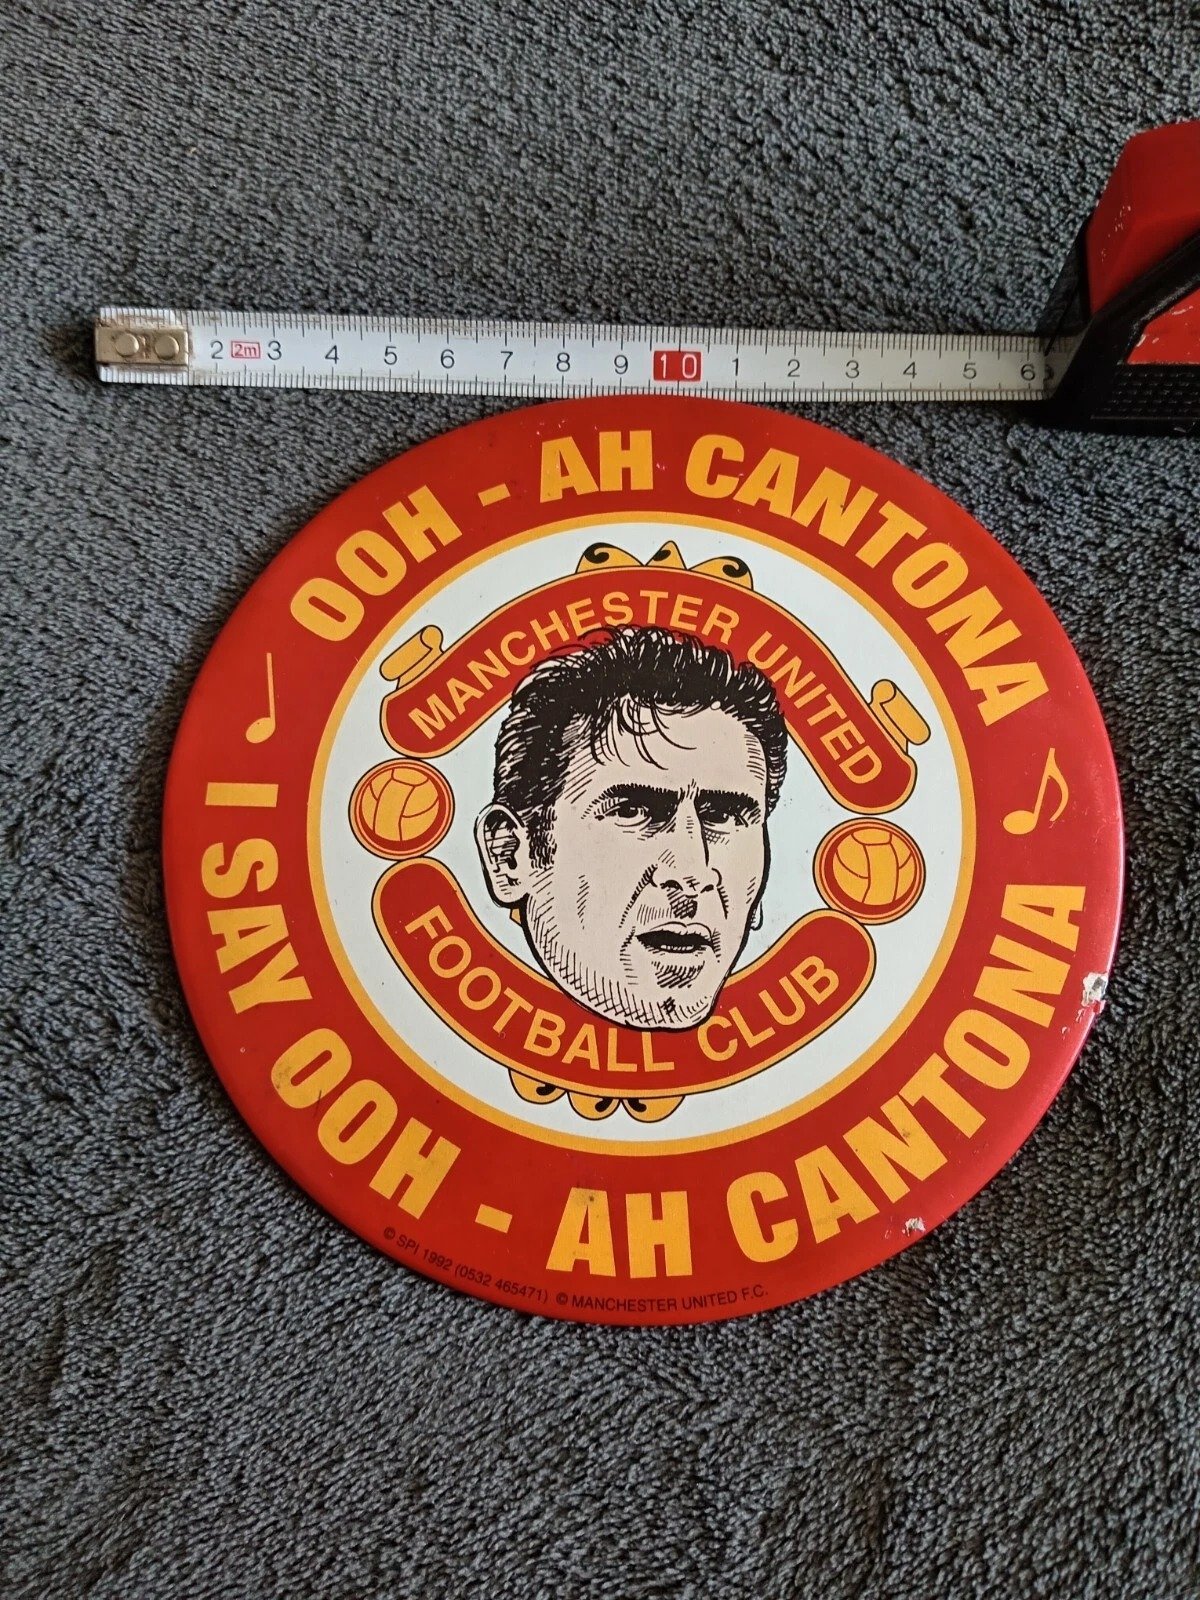 2 2m 3 4 5 6 7 8 9 10 1 2 3 4 5 6
OOH - AH CANTONA
I SAY OOH - AH CANTONA
MANCHESTER UNITED
FOOTBALL CLUB
© SPI 1992 (0532 465471) © MANCHESTER UNITED F.C.